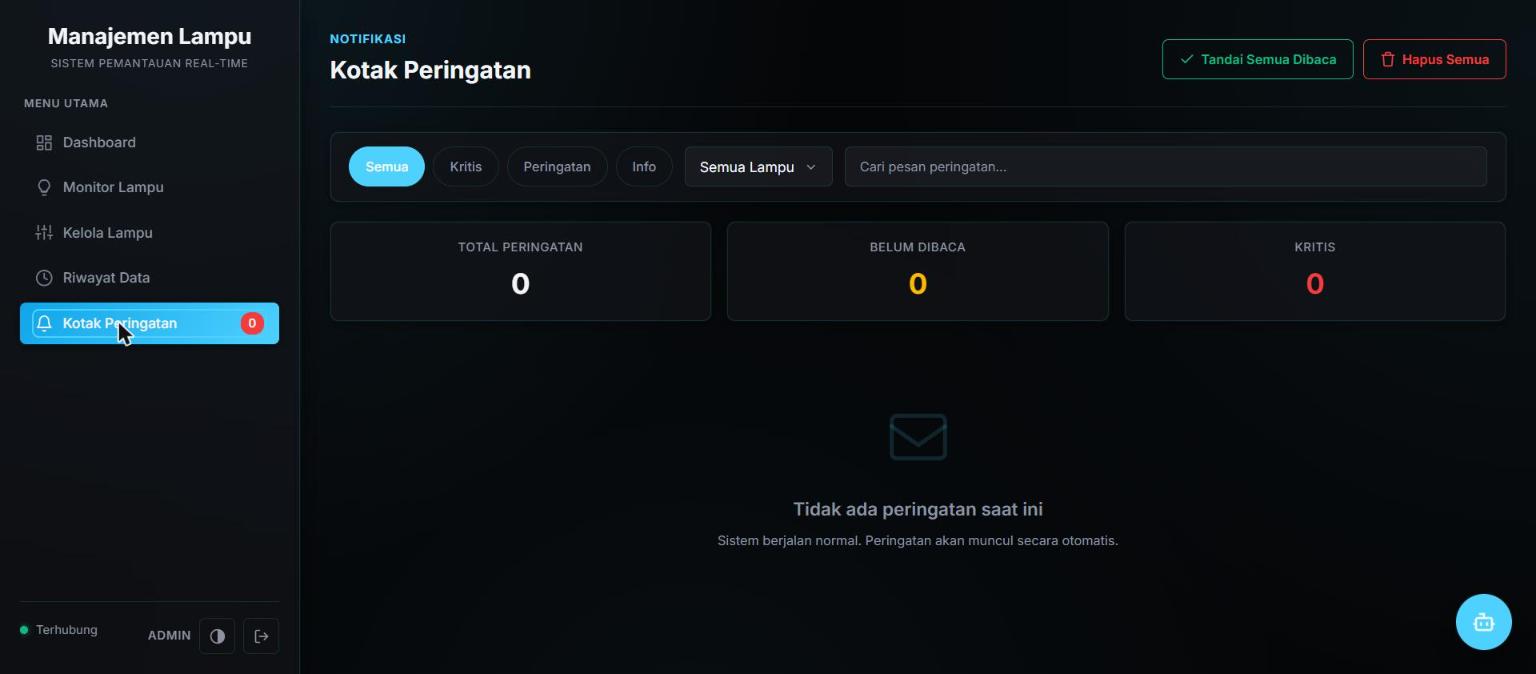 Manajemen Lampu
SISTEM PEMANTAUAN REAL-TIME
MENU UTAMA
Dashboard
Monitor Lampu
Kelola Lampu
Riwayat Data
Kotak Peringatan 0
Terhubung
ADMIN
NOTIFIKASI
Kotak Peringatan
Tandai Semua Dibaca
Hapus Semua
Semua Kritis Peringatan Info Semua Lampu Cari pesan peringatan...
TOTAL PERINGATAN
0
BELUM DIBACA
0
KRITIS
0
Tidak ada peringatan saat ini
Sistem berjalan normal. Peringatan akan muncul secara otomatis.